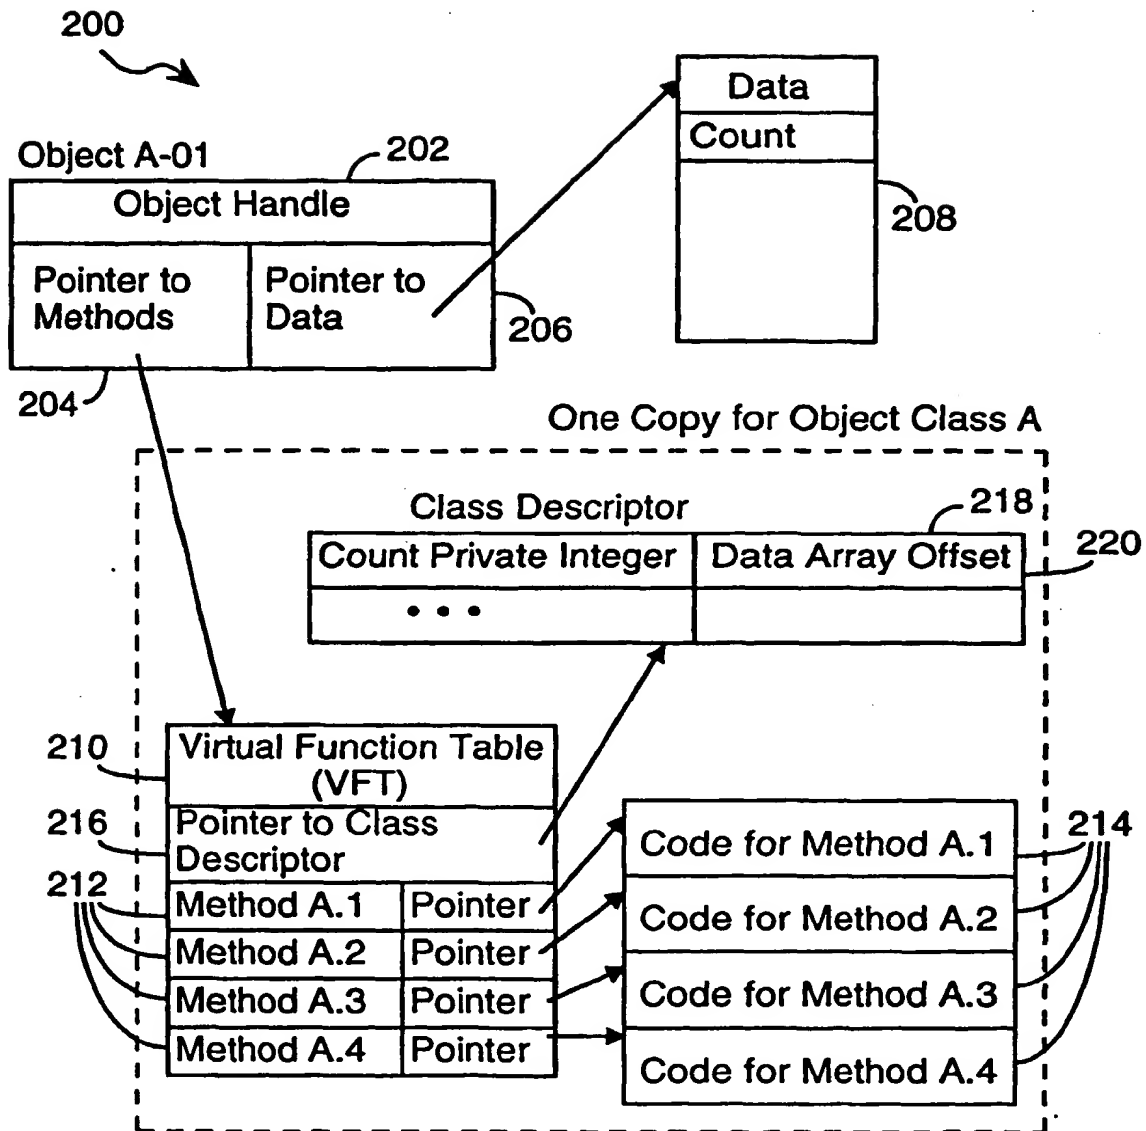 200
Object A-01
202
Object Handle
Pointer to
Methods
Pointer to
Data
204
206
Data
Count
208
One Copy for Object Class A
Class Descriptor
218
Count Private Integer
Data Array Offset
220
• • •
210
Virtual Function Table
(VFT)
216
Pointer to Class
Descriptor
212
Method A.1
Pointer
Method A.2
Pointer
Method A.3
Pointer
Method A.4
Pointer
Code for Method A.1
214
Code for Method A.2
Code for Method A.3
Code for Method A.4